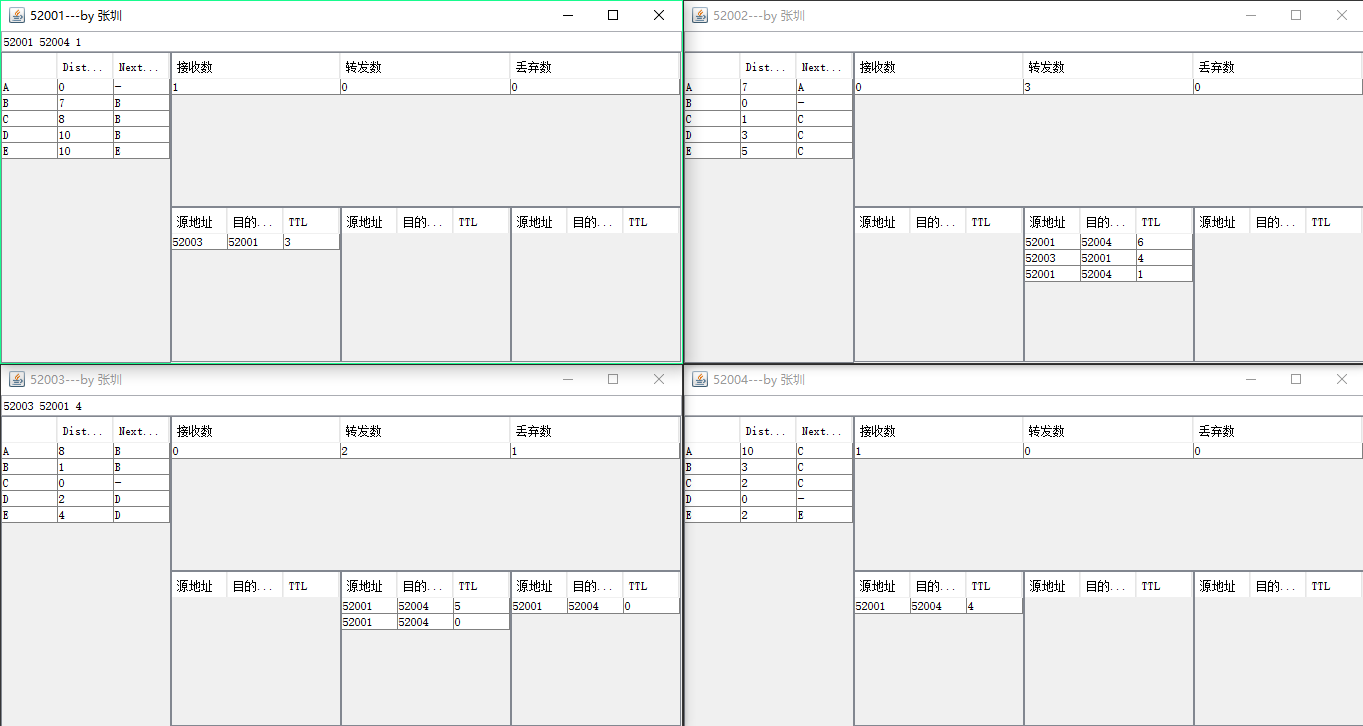 52001---by 张圳
52001 52004 1
Dist... Next... 接收数 转发数 丢弃数
A 0 — 1 0 0
B 7 B
C 8 B
D 10 B
E 10 E
源地址 目的... TTL 源地址 目的... TTL 源地址 目的... TTL
52003 52001 3
52002---by 张圳
Dist... Next... 接收数 转发数 丢弃数
A 7 A 0 3 0
B 0 —
C 1 C
D 3 C
E 5 C
源地址 目的... TTL 源地址 目的... TTL 源地址 目的... TTL
52001 52004 6
52003 52001 4
52001 52004 1
52003---by 张圳
52003 52001 4
Dist... Next... 接收数 转发数 丢弃数
A 8 B 0 2 1
B 1 B
C 0 —
D 2 D
E 4 D
源地址 目的... TTL 源地址 目的... TTL 源地址 目的... TTL
52001 52004 5 52001 52004 0
52001 52004 0
52004---by 张圳
Dist... Next... 接收数 转发数 丢弃数
A 10 C 1 0 0
B 3 C
C 2 C
D 0 —
E 2 E
源地址 目的... TTL 源地址 目的... TTL 源地址 目的... TTL
52001 52004 4